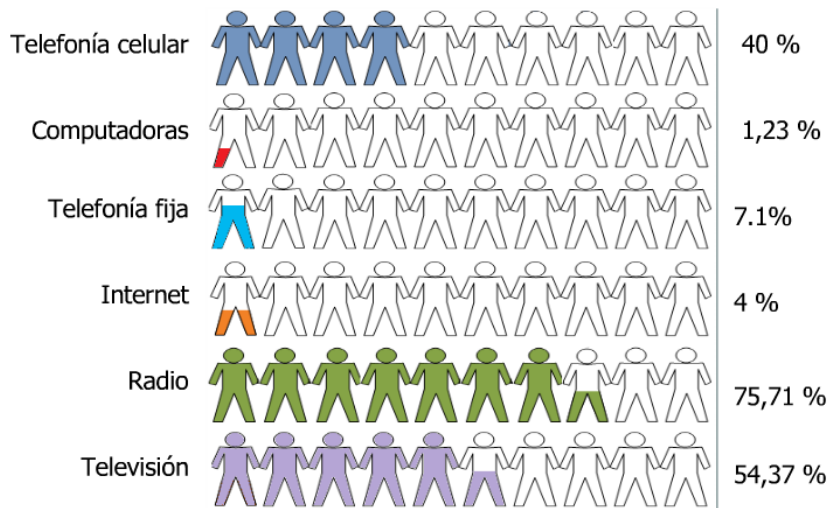 Telefonía celular 40 %
Computadoras 1,23 %
Telefonía fija 7.1%
Internet 4 %
Radio 75,71 %
Televisión 54,37 %